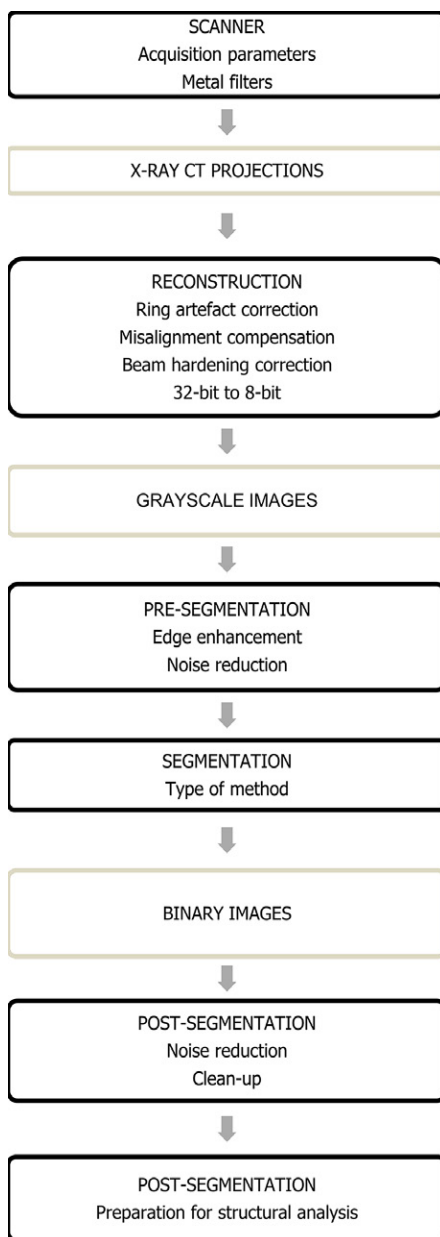 SCANNER
Acquisition parameters
Metal filters
X-RAY CT PROJECTIONS
RECONSTRUCTION
Ring artefact correction
Misalignment compensation
Beam hardening correction
32-bit to 8-bit
GRAYSCALE IMAGES
PRE-SEGMENTATION
Edge enhancement
Noise reduction
SEGMENTATION
Type of method
BINARY IMAGES
POST-SEGMENTATION
Noise reduction
Clean-up
POST-SEGMENTATION
Preparation for structural analysis